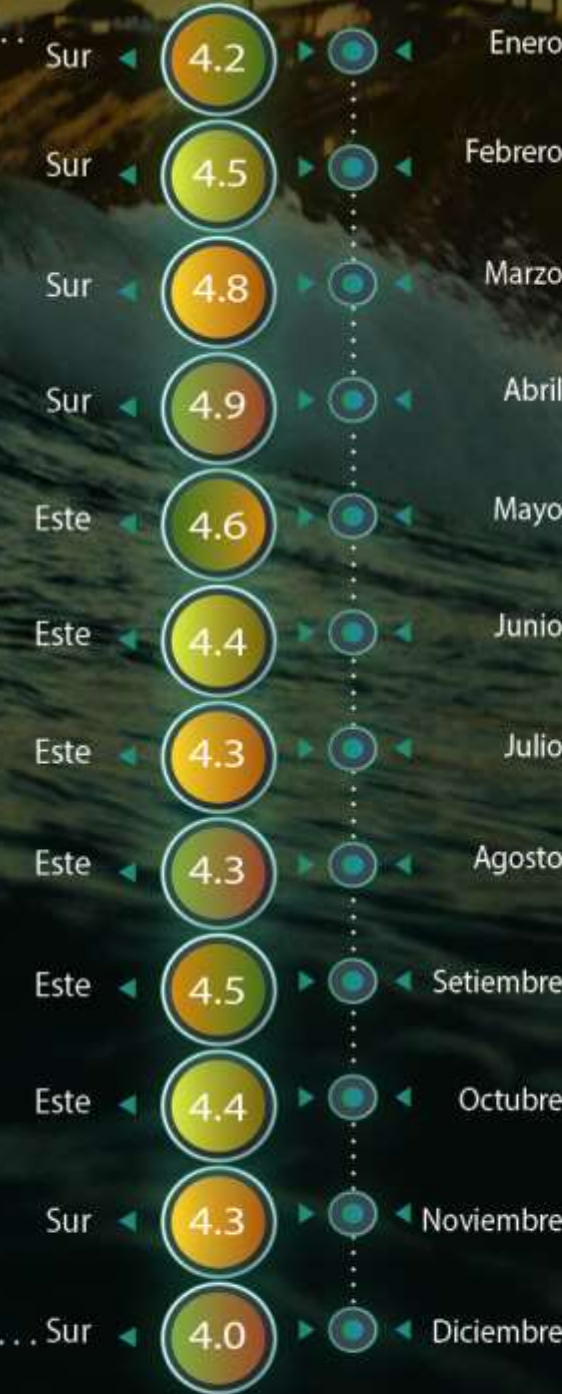 Sur 4.2 Enero
Sur 4.5 Febrero
Sur 4.8 Marzo
Sur 4.9 Abril
Este 4.6 Mayo
Este 4.4 Junio
Este 4.3 Julio
Este 4.3 Agosto
Este 4.5 Setiembre
Este 4.4 Octubre
Sur 4.3 Noviembre
Sur 4.0 Diciembre